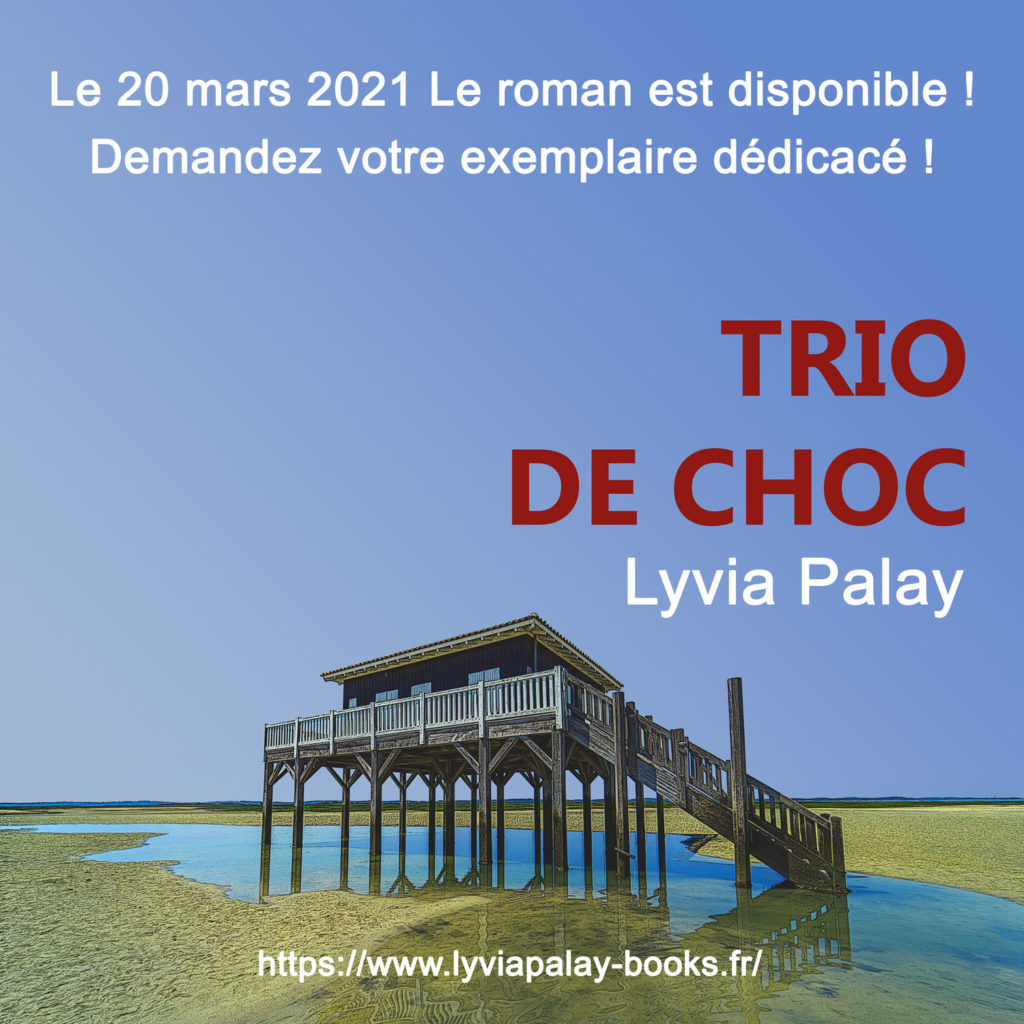 Le 20 mars 2021 Le roman est disponible !
Demandez votre exemplaire dédicacé !
TRIO
DE CHOC
Lyvia Palay
https://www.lyviapalay-books.fr/